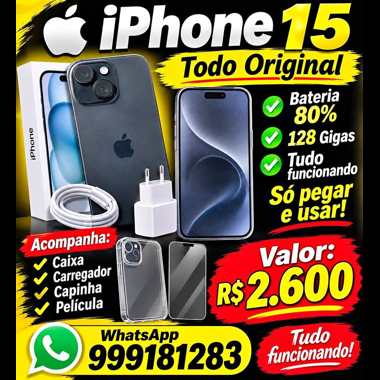 iPhone 15
Todo Original
iPhone
Bateria
80%
128 Gigas
Tudo
funcionando
Só pegar
e usar!
Acompanha:
Caixa
Carregador
Capinha
Película
Valor:
R$ 2.600
WhatsApp
999181283
Tudo
funcionando!